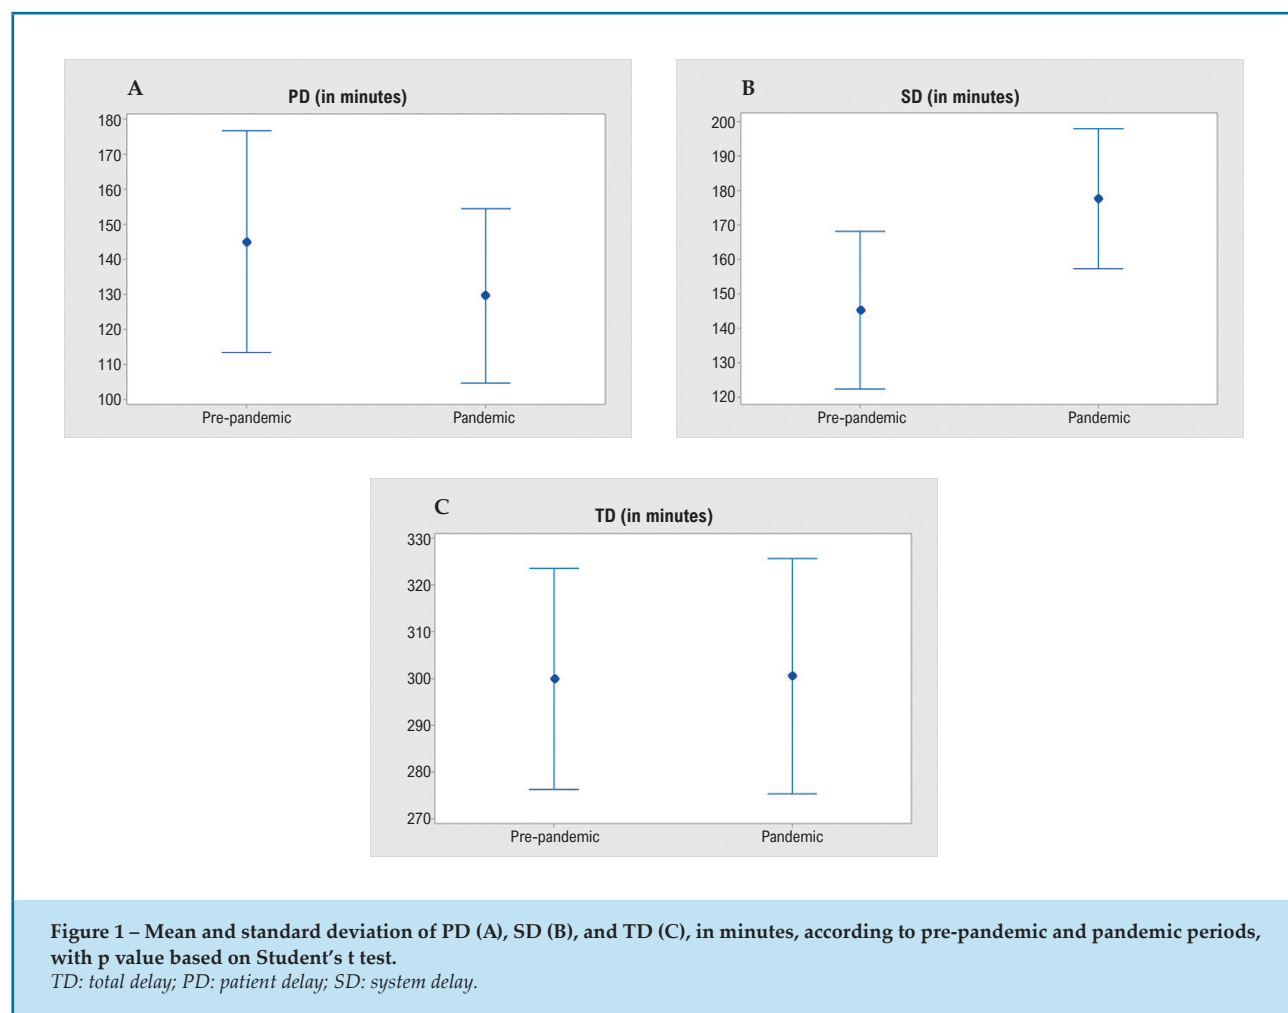 A
PD (in minutes)
180
170
160
150
140
130
120
110
100
Pre-pandemic
Pandemic
B
SD (in minutes)
200
190
180
170
160
150
140
130
120
Pre-pandemic
Pandemic
C
TD (in minutes)
330
320
310
300
290
280
270
Pre-pandemic
Pandemic
Figure 1 – Mean and standard deviation of PD (A), SD (B), and TD (C), in minutes, according to pre-pandemic and pandemic periods,
with p value based on Student’s t test.
TD: total delay; PD: patient delay; SD: system delay.